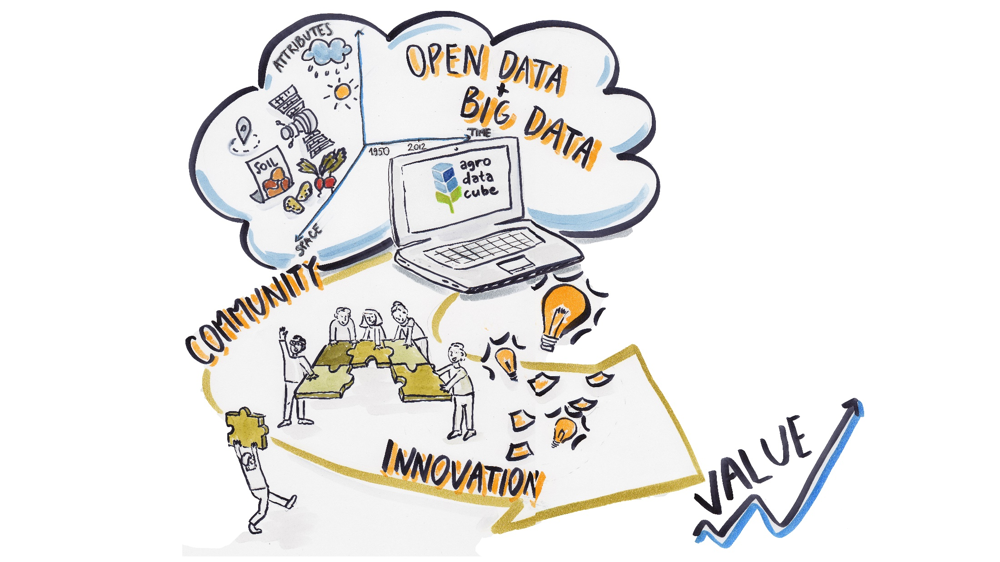 ATTRIBUTES
OPEN DATA
+
BIG DATA
TIME
1950
2012
SOIL
agro
data
cube
SPACE
COMMUNITY
INNOVATION
VALUE